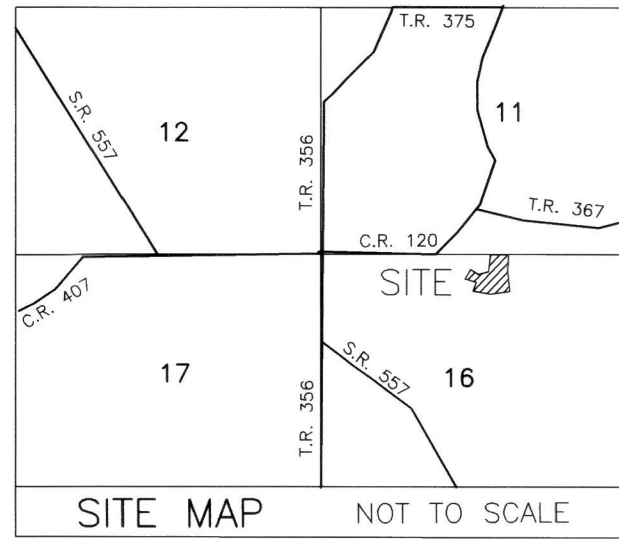 T.R. 375
S.R. 557
12
11
T.R. 356
T.R. 367
C.R. 120
SITE
C.R. 407
S.R. 557
17
16
T.R. 356
SITE MAP
NOT TO SCALE